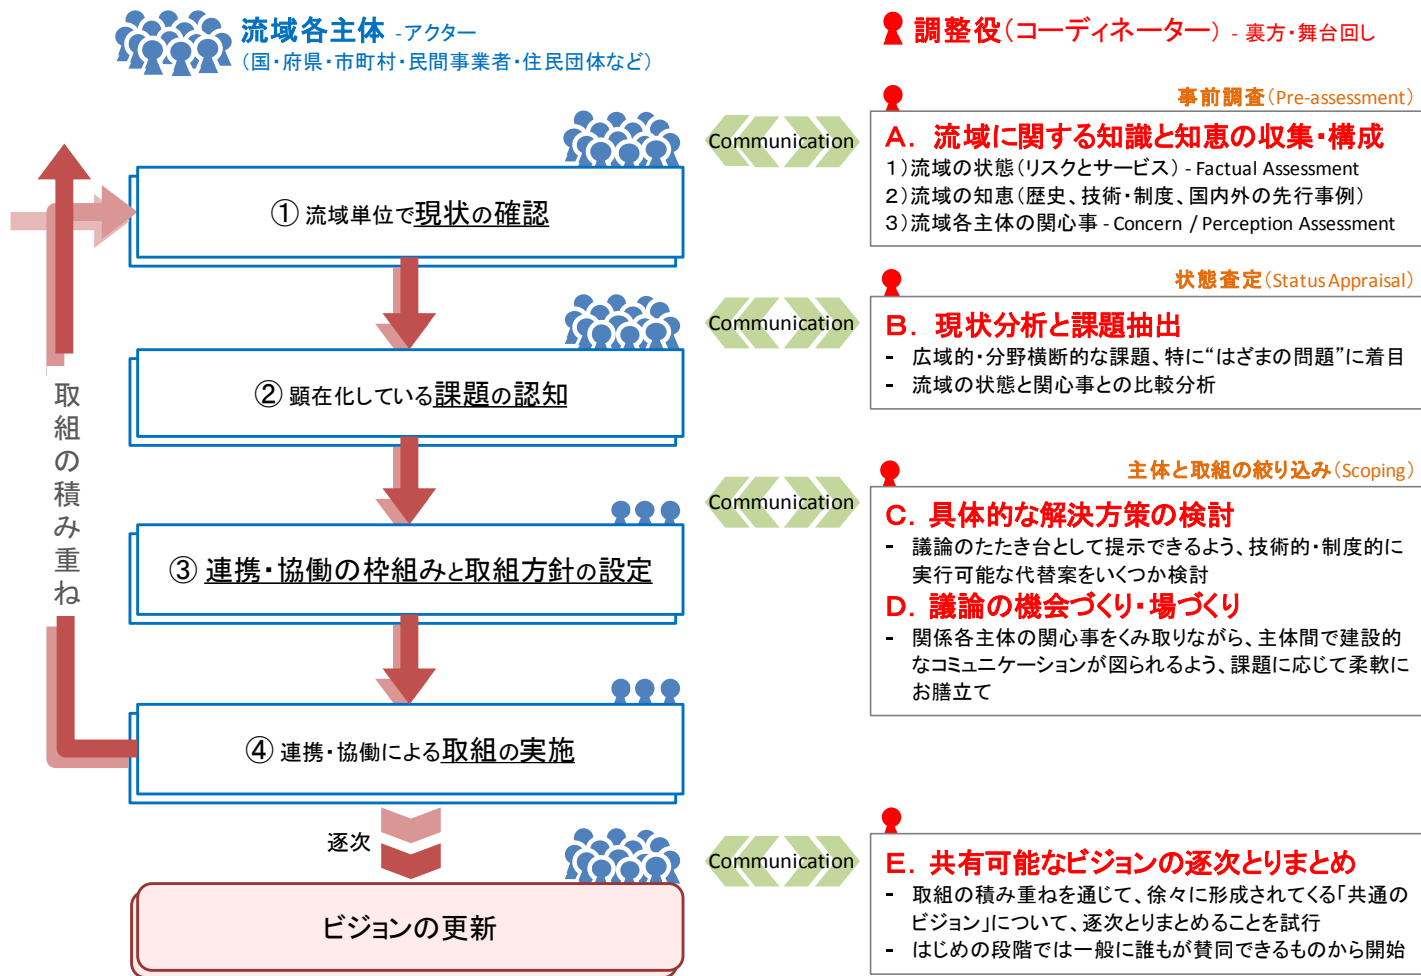 流域各主体 -アクター
(国・府県・市町村・民間事業者・住民団体など)
調整役(コーディネーター) - 裏方・舞台回し
事前調査(Pre-assessment)
Communication
A. 流域に関する知識と知恵の収集・構成
1)流域の状態(リスクとサービス) - Factual Assessment
2)流域の知恵(歴史、技術・制度、国内外の先行事例)
3)流域各主体の関心事 - Concern / Perception Assessment
① 流域単位で現状の確認
状態査定(Status Appraisal)
Communication
B. 現状分析と課題抽出
- 広域的・分野横断的な課題、特に“はざまの問題”に着目
- 流域の状態と関心事との比較分析
② 顕在化している課題の認知
取組の積み重ね
主体と取組の絞り込み(Scoping)
Communication
C. 具体的な解決方策の検討
- 議論のたたき台として提示できるよう、技術的・制度的に
実行可能な代替案をいくつか検討
D. 議論の機会づくり・場づくり
- 関係各主体の関心事をくみ取りながら、主体間で建設的
なコミュニケーションが図られるよう、課題に応じて柔軟に
お膳立て
③ 連携・協働の枠組みと取組方針の設定
④ 連携・協働による取組の実施
逐次
Communication
E. 共有可能なビジョンの逐次とりまとめ
- 取組の積み重ねを通じて、徐々に形成されてくる「共通の
ビジョン」について、逐次とりまとめることを試行
- はじめの段階では一般に誰もが賛同できるものから開始
ビジョンの更新